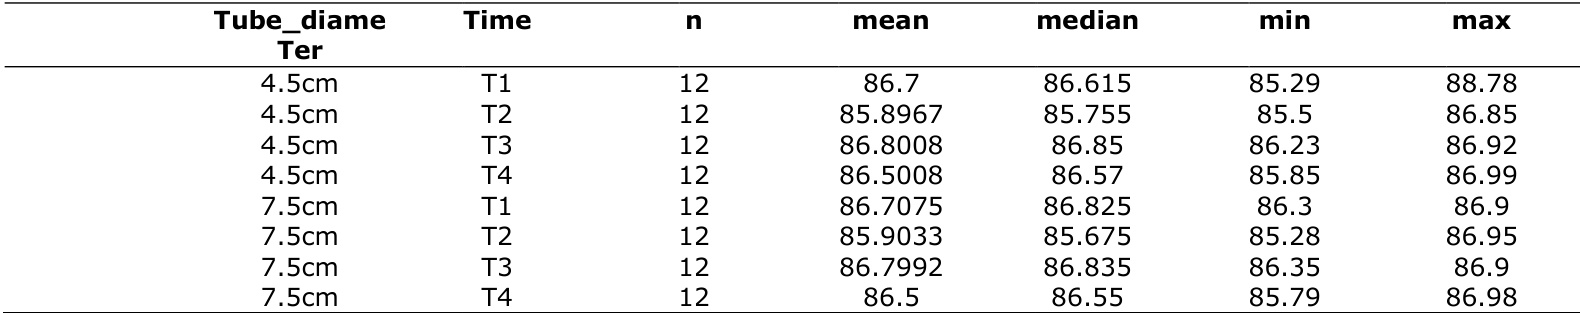 Tube_diame Time n mean median min max
Ter
4.5cm T1 12 86.7 86.615 85.29 88.78
4.5cm T2 12 85.8967 85.755 85.5 86.85
4.5cm T3 12 86.8008 86.85 86.23 86.92
4.5cm T4 12 86.5008 86.57 85.85 86.99
7.5cm T1 12 86.7075 86.825 86.3 86.9
7.5cm T2 12 85.9033 85.675 85.28 86.95
7.5cm T3 12 86.7992 86.835 86.35 86.9
7.5cm T4 12 86.5 86.55 85.79 86.98